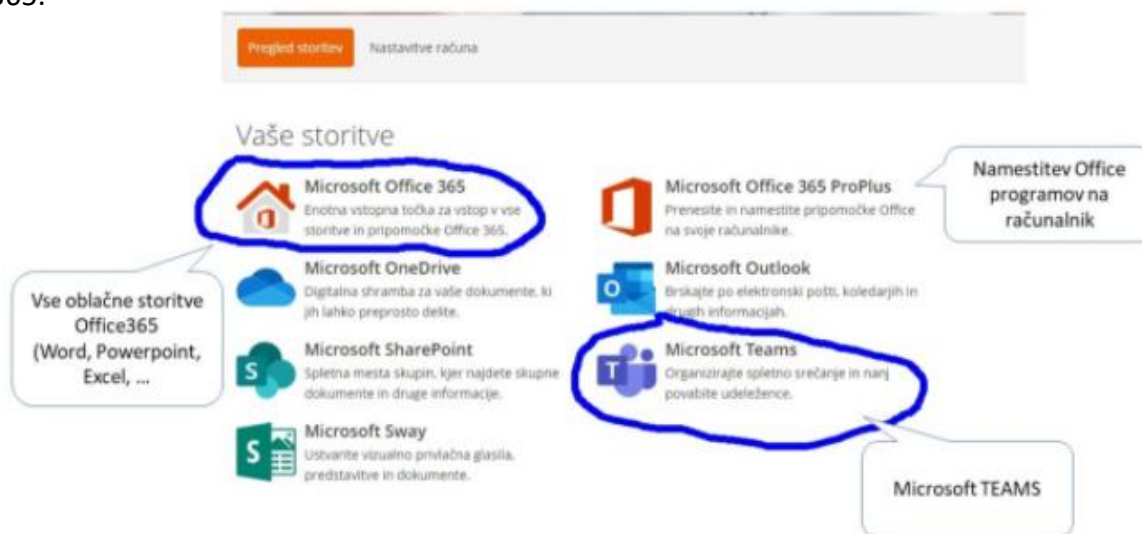 Pregled storitev Nastavitve računa
Vaše storitve
Microsoft Office 365
Enotna vstopna točka za vstop v vse
storitve in pripomočke Office 365.
Microsoft Office 365 ProPlus
Prenesite in namestite pripomočke Office
na svoje računalnike.
Namestitev Office
programov na
računalnik
Vse oblačne storitve
Office365
(Word, Powerpoint,
Excel, ...
Microsoft OneDrive
Digitalna shramba za vaše dokumente, ki
jih lahko preprosto delite.
Microsoft Outlook
Brskajte po elektronski pošti, koledarjih in
drugih informacijah.
Microsoft SharePoint
Spletna mesta skupin, kjer najdete skupne
dokumente in druge informacije.
Microsoft Teams
Organizirajte spletno srečanje in nanj
povabite udeležence.
Microsoft Sway
Ustvarite vizualno privlačna glasila,
predstavitve in dokumente.
Microsoft TEAMS